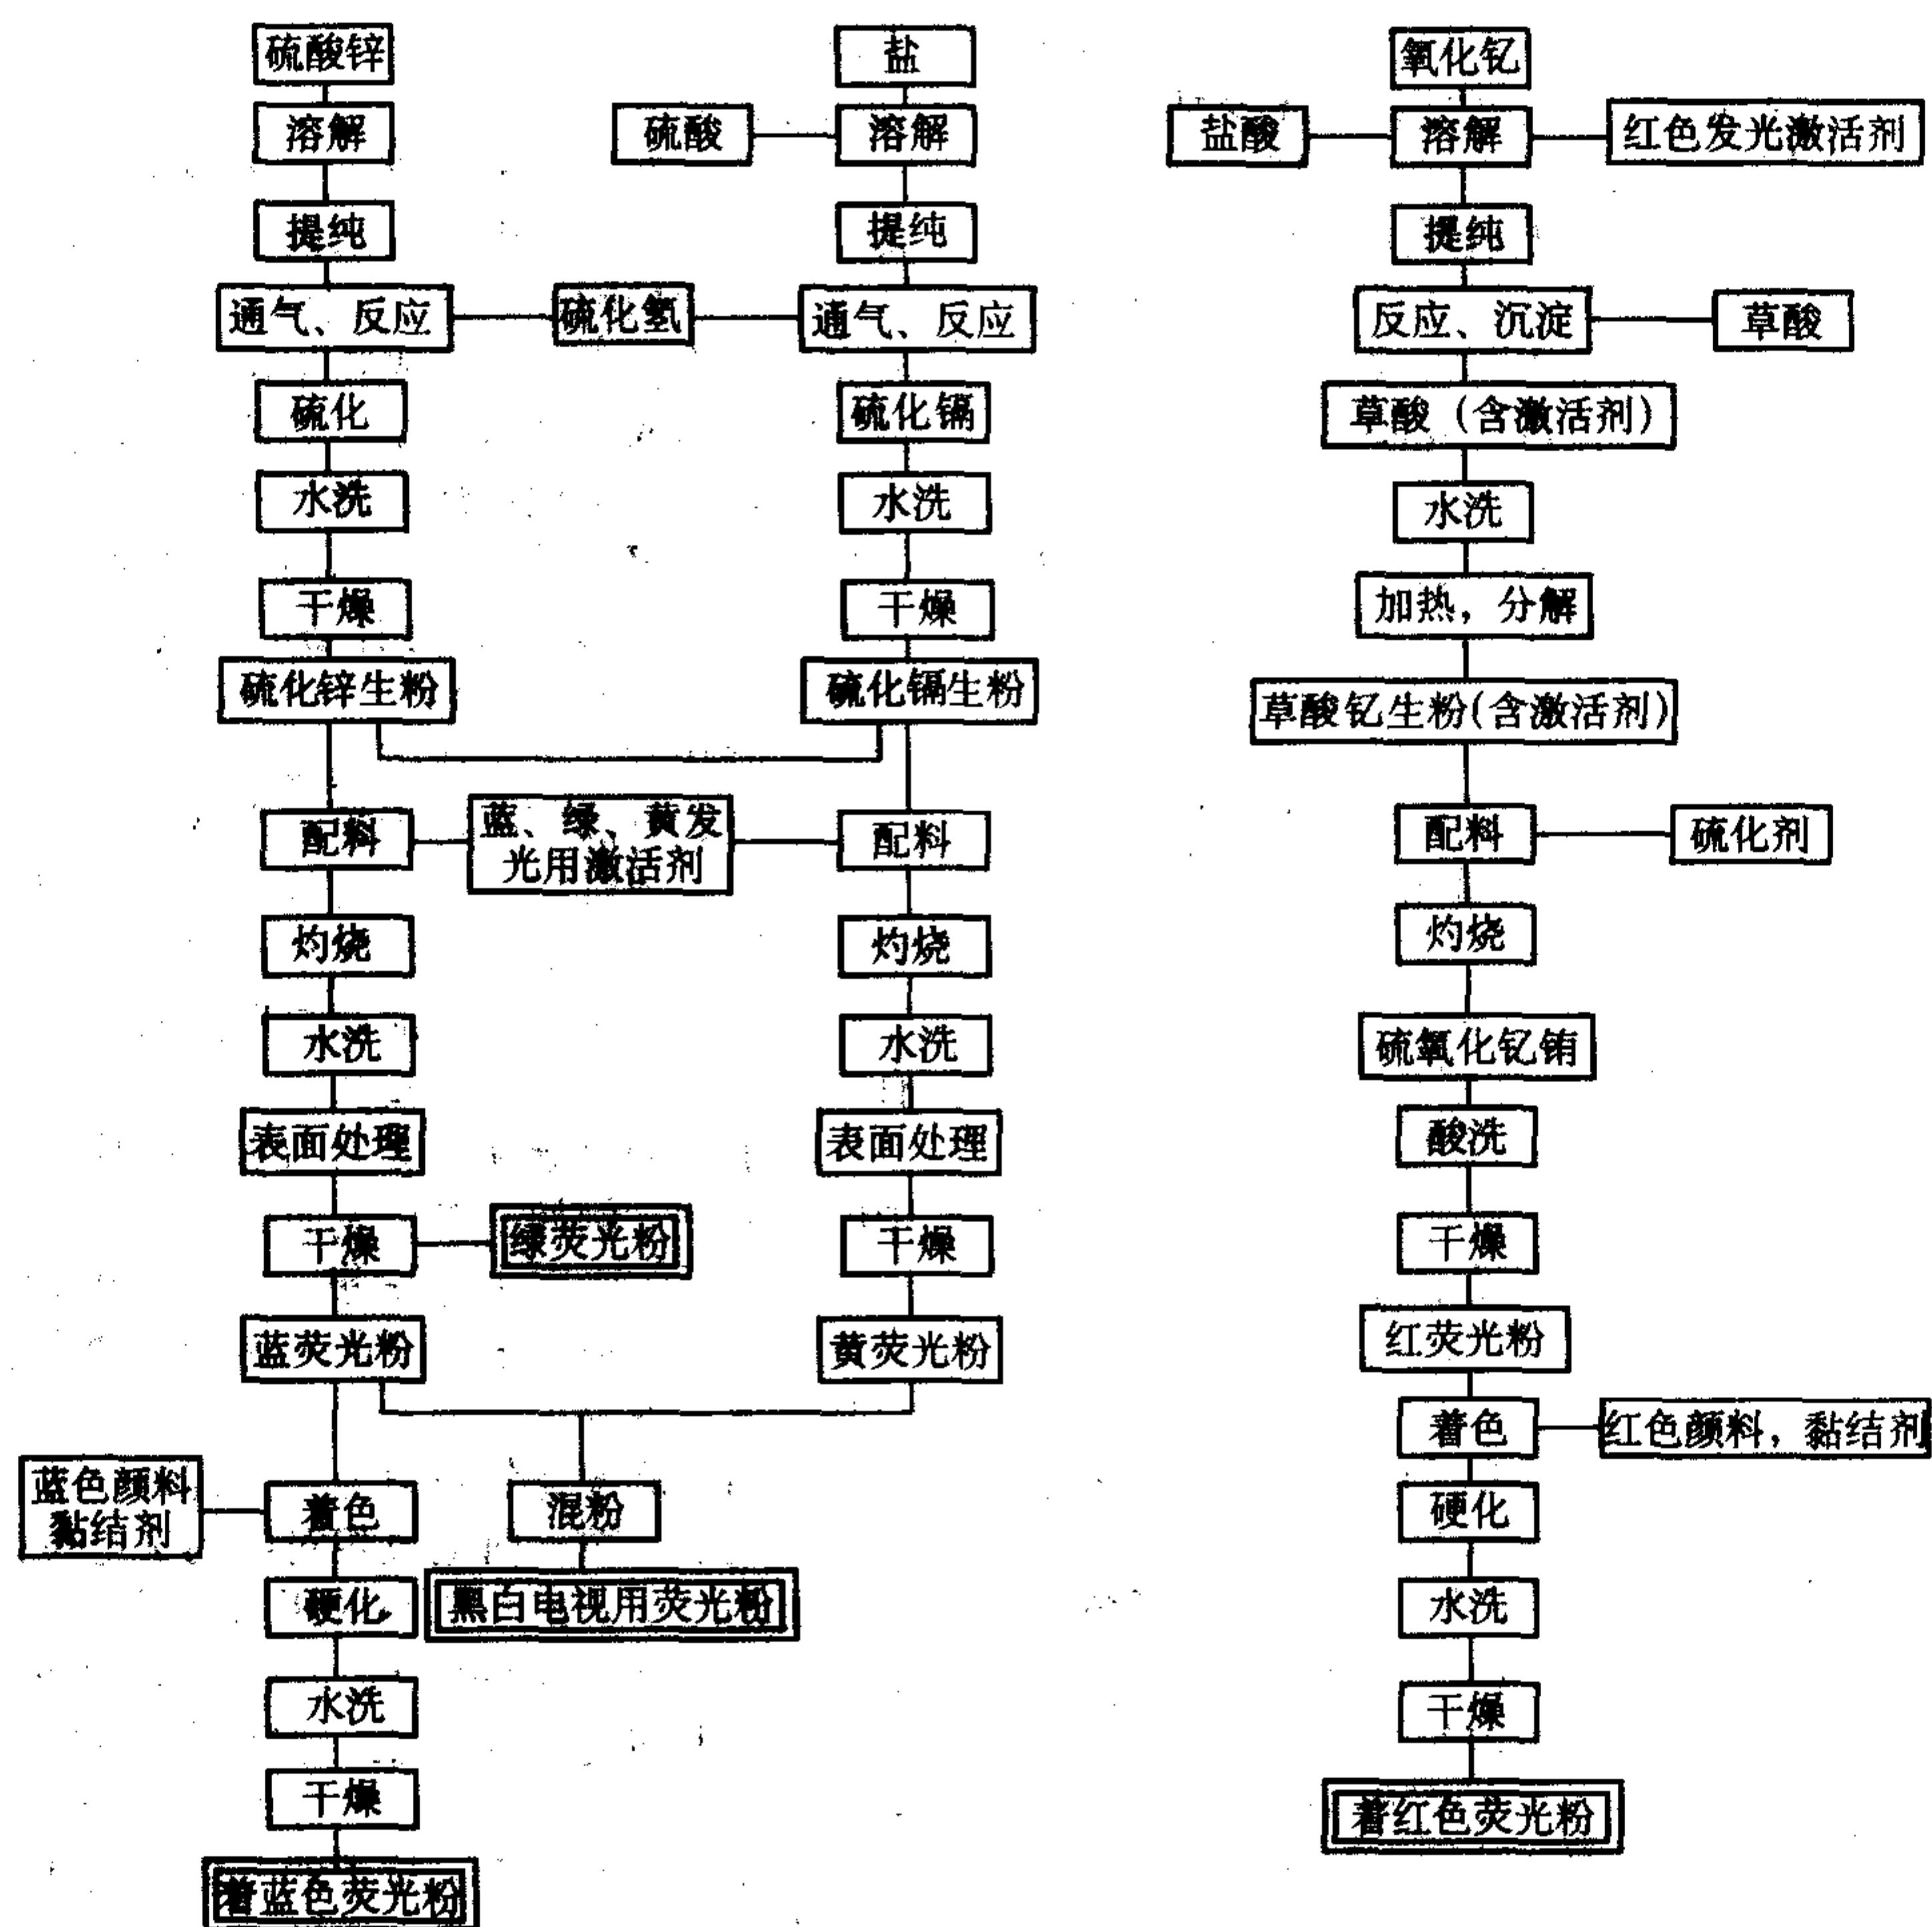 硫酸锌
溶解
提纯
通气、反应
硫化氢
硫化
水洗
干燥
硫化锌生粉
配料
蓝、绿、黄发
光用激活剂
灼烧
水洗
表面处理
干燥
绿荧光粉
蓝荧光粉
蓝色颜料
黏结剂
着色
硬化
水洗
干燥
着蓝色荧光粉
盐
硫酸
溶解
提纯
通气、反应
硫化镉
水洗
干燥
硫化镉生粉
配料
灼烧
水洗
表面处理
干燥
黄荧光粉
混粉
黑白电视用荧光粉
氧化钇
盐酸
溶解
红色发光激活剂
提纯
反应、沉淀
草酸
草酸（含激活剂）
水洗
加热，分解
草酸钇生粉(含激活剂)
配料
硫化剂
灼烧
硫氧化钇铕
酸洗
干燥
红荧光粉
着色
红色颜料，黏结剂
硬化
水洗
干燥
着红色荧光粉